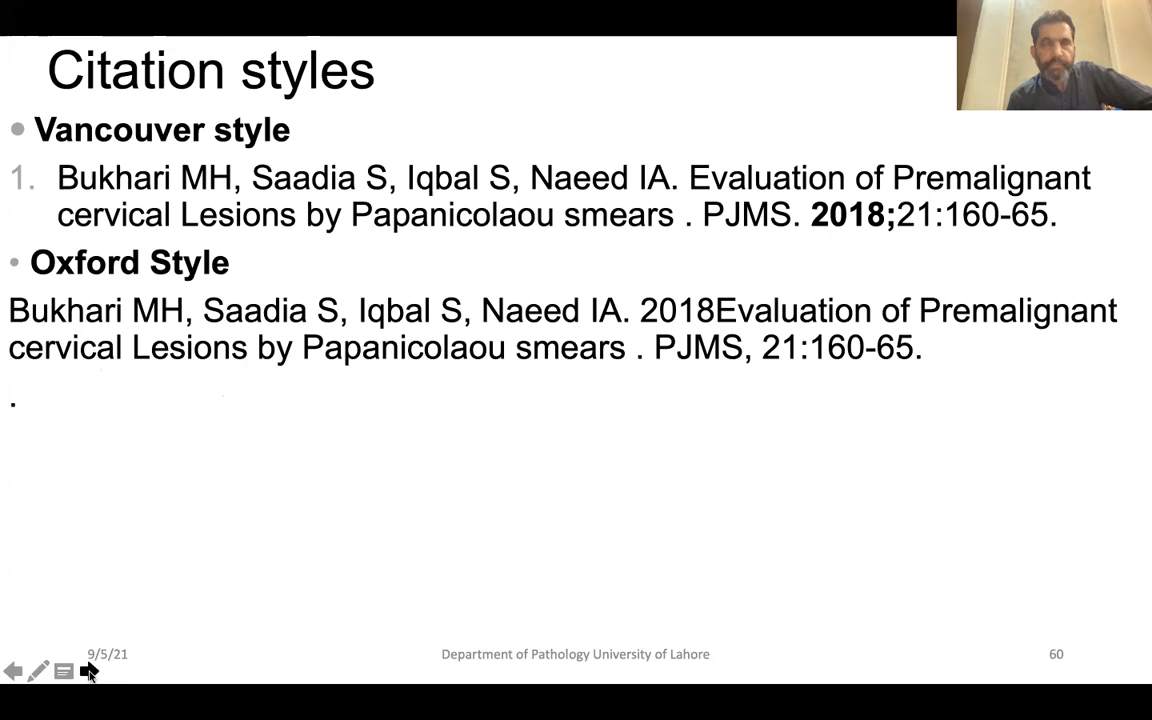 Citation styles
• Vancouver style
1. Bukhari MH, Saadia S, Iqbal S, Naeed IA. Evaluation of Premalignant
cervical Lesions by Papanicolaou smears . PJMS. 2018;21:160-65.
• Oxford Style
Bukhari MH, Saadia S, Iqbal S, Naeed IA. 2018Evaluation of Premalignant
cervical Lesions by Papanicolaou smears . PJMS, 21:160-65.
.
9/5/21 Department of Pathology University of Lahore 60